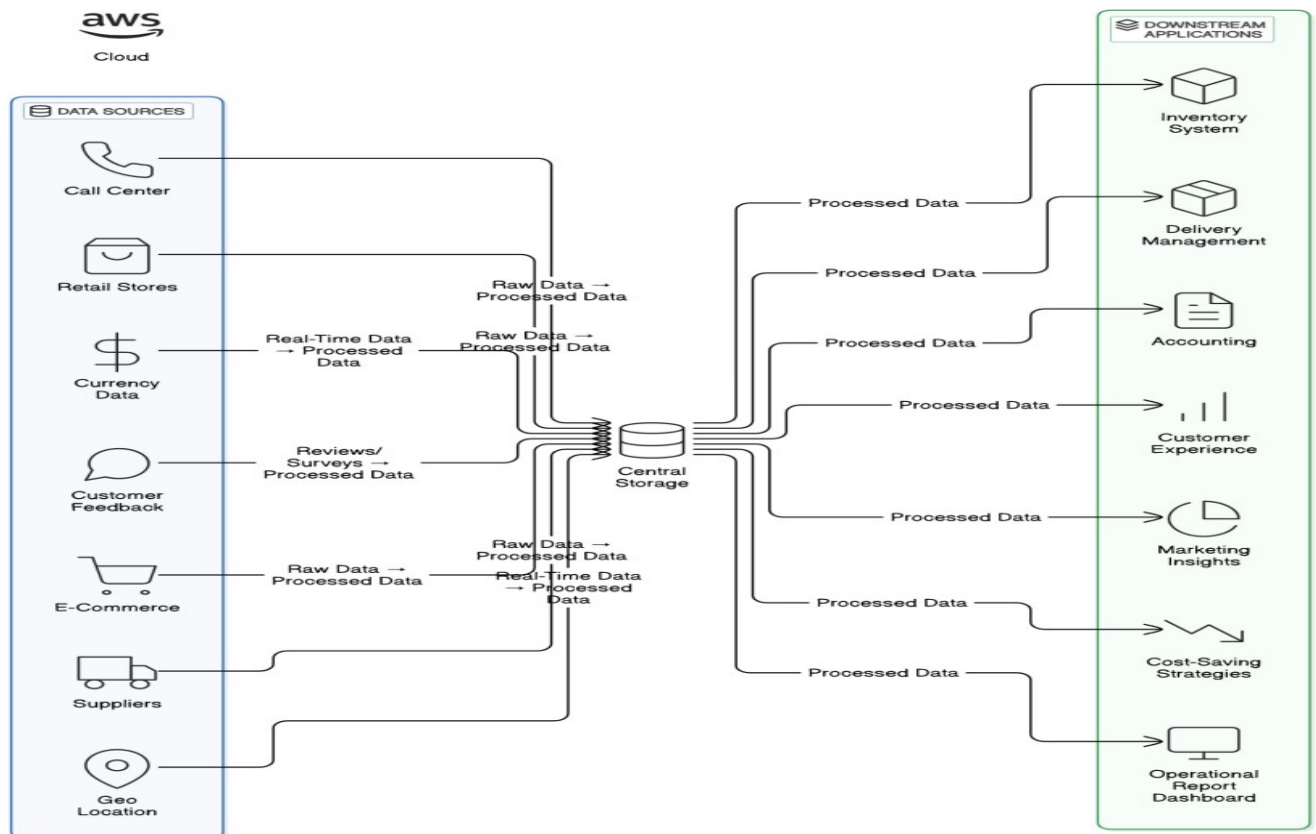 aws
Cloud
DATA SOURCES
Call Center
Retail Stores
Currency
Data
Customer
Feedback
E-Commerce
Suppliers
Geo
Location
Raw Data →
Processed Data
Raw Data →
Processed Data
Real-Time Data
→ Processed
Data
Reviews/
Surveys →
Processed Data
Raw Data →
Processed Data
Raw Data →
Processed Data
Real-Time Data
→ Processed
Data
Central
Storage
Processed Data
Processed Data
Processed Data
Processed Data
Processed Data
Processed Data
Processed Data
DOWNSTREAM
APPLICATIONS
Inventory
System
Delivery
Management
Accounting
Customer
Experience
Marketing
Insights
Cost-Saving
Strategies
Operational
Report
Dashboard